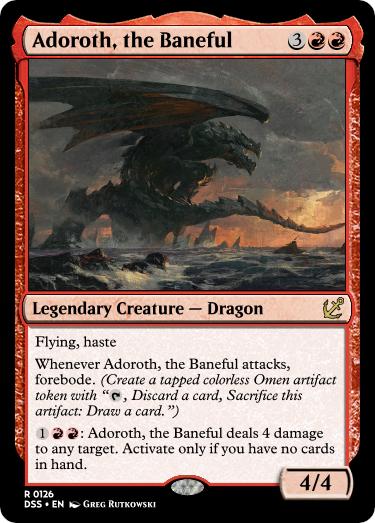 Adoroth, the Baneful 3
Legendary Creature — Dragon
Flying, haste
Whenever Adoroth, the Baneful attacks,
forebode. (Create a tapped colorless Omen artifact
token with “, Discard a card, Sacrifice this
artifact: Draw a card.”)
1: Adoroth, the Baneful deals 4 damage
to any target. Activate only if you have no cards
in hand.
4/4
R 0126
DSS • EN Greg Rutkowski